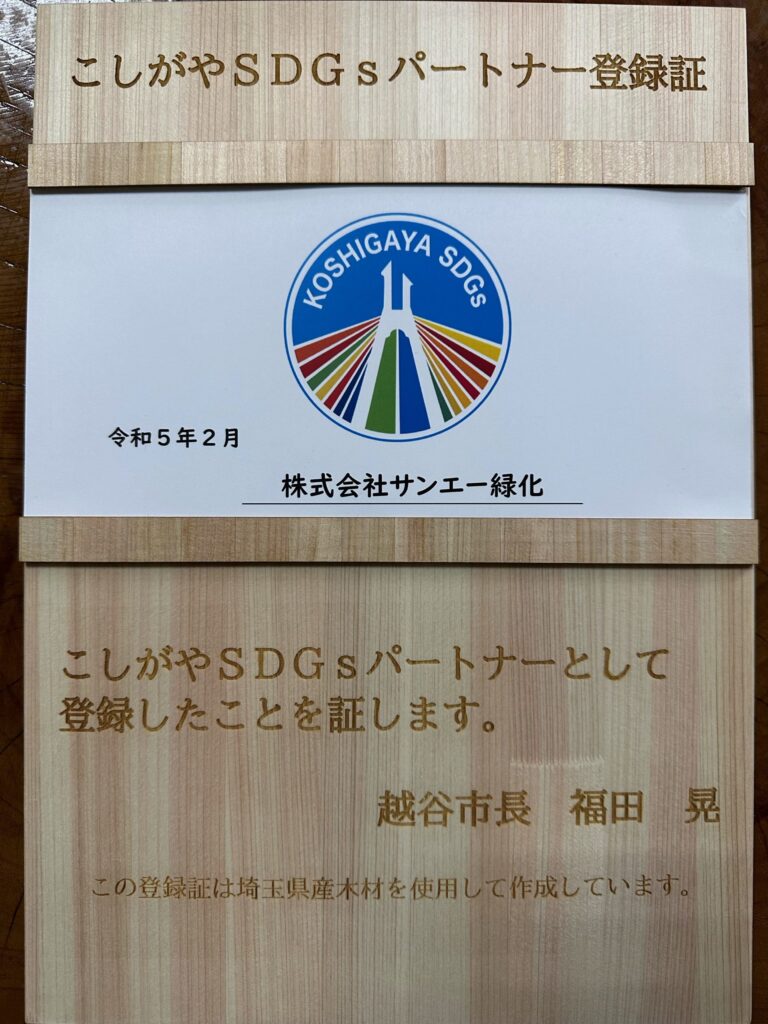 こしがやＳＤＧｓパートナー登録証
KOSHIGAYA SDGs
令和５年２月
株式会社サンエー緑化
こしがやＳＤＧｓパートナーとして
登録したことを証します。
越谷市長　福田　晃
この登録証は埼玉県産木材を使用して作成しています。